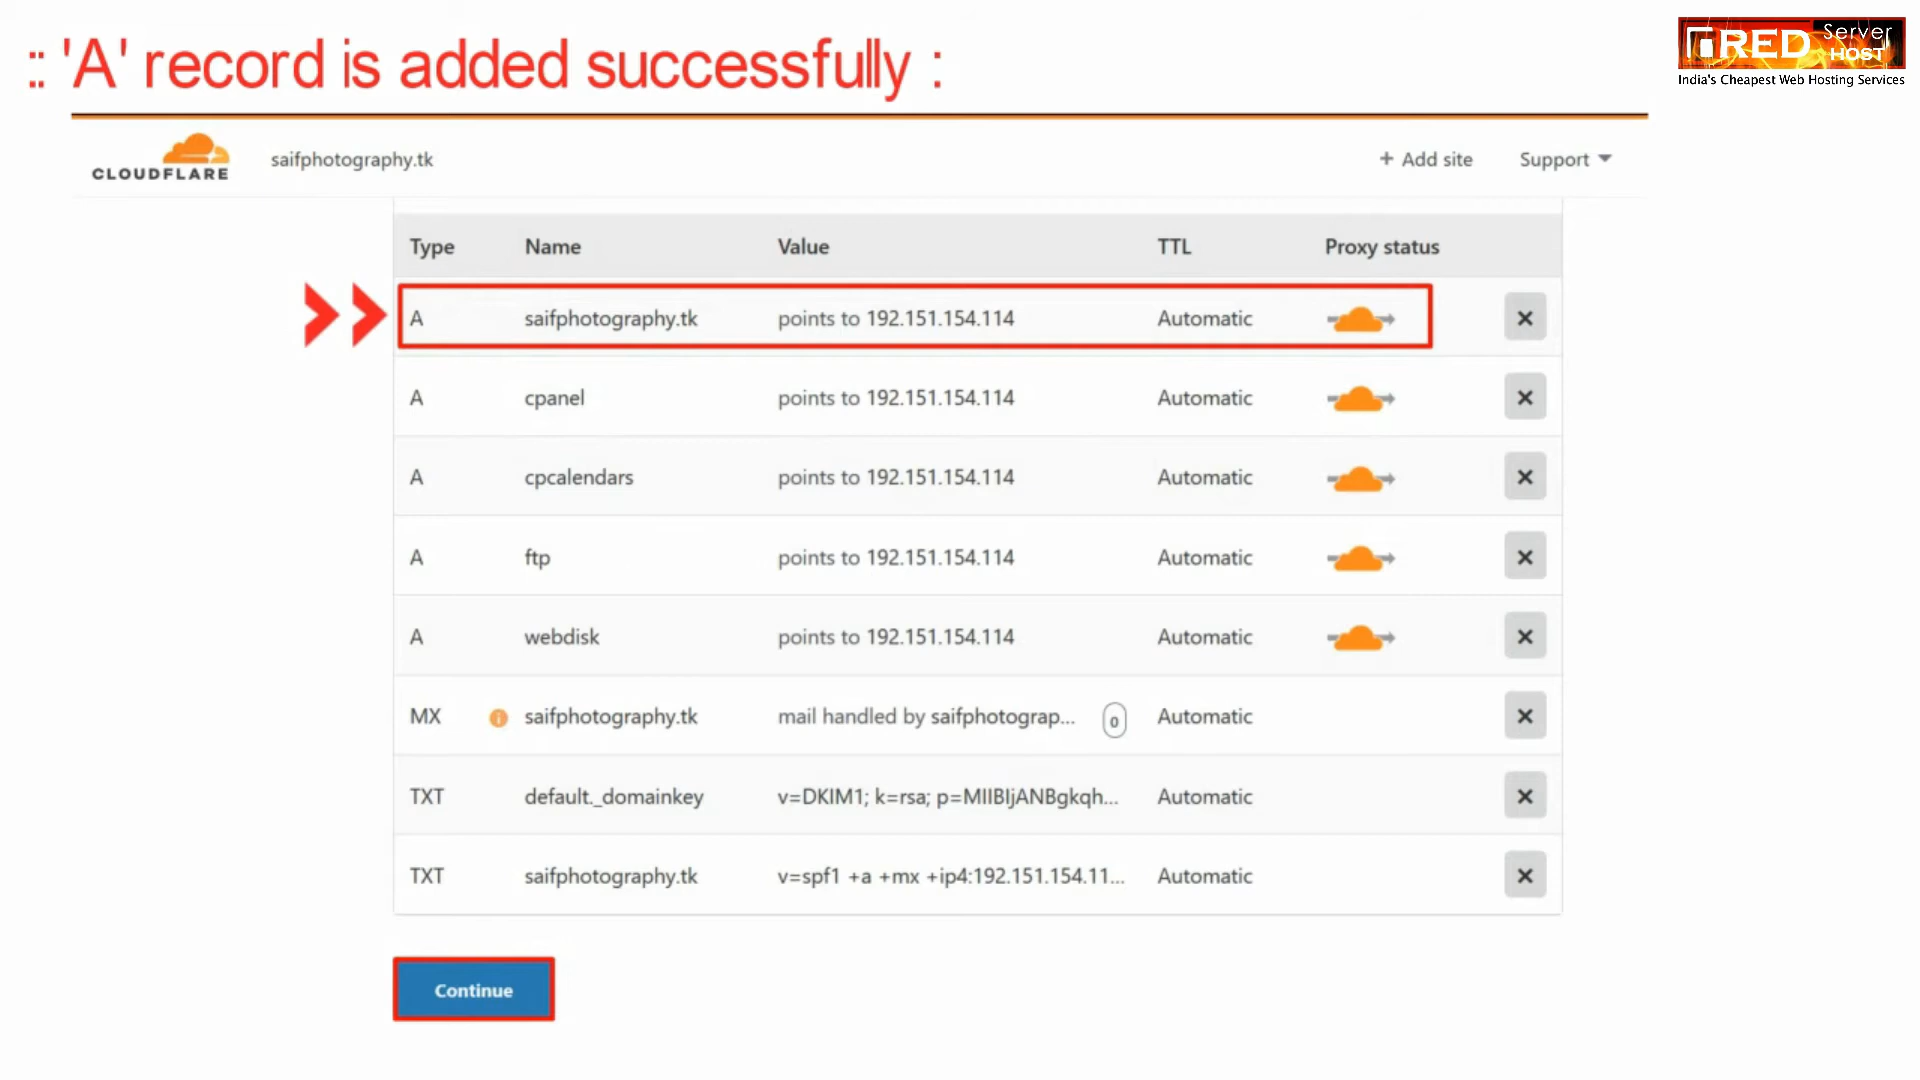 :: 'A' record is added successfully :
RED Server HOST
India's Cheapest Web Hosting Services
CLOUDFLARE saifphotography.tk + Add site Support
Type Name Value TTL Proxy status
A saifphotography.tk points to 192.151.154.114 Automatic
A cpanel points to 192.151.154.114 Automatic
A cpcalendars points to 192.151.154.114 Automatic
A ftp points to 192.151.154.114 Automatic
A webdisk points to 192.151.154.114 Automatic
MX saifphotography.tk mail handled by saifphotograp... 0 Automatic
TXT default._domainkey v=DKIM1; k=rsa; p=MIIBIjANBgkqh... Automatic
TXT saifphotography.tk v=spf1 +a +mx +ip4:192.151.154.11... Automatic
Continue